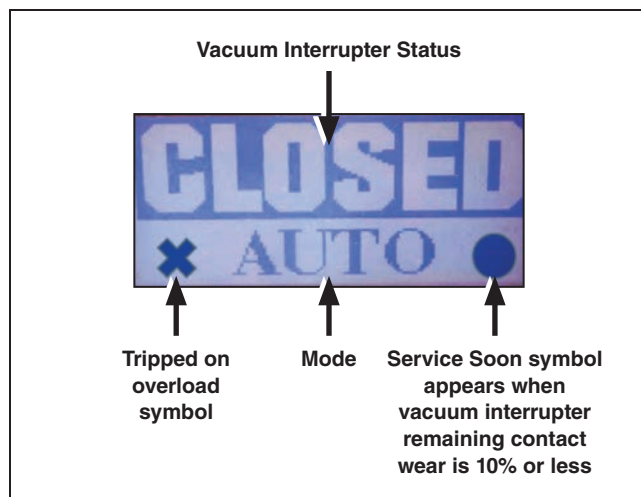 Vacuum Interrupter Status
CLOSED
AUTO
Tripped on
overload
symbol
Mode
Service Soon symbol
appears when
vacuum interrupter
remaining contact
wear is 10% or less